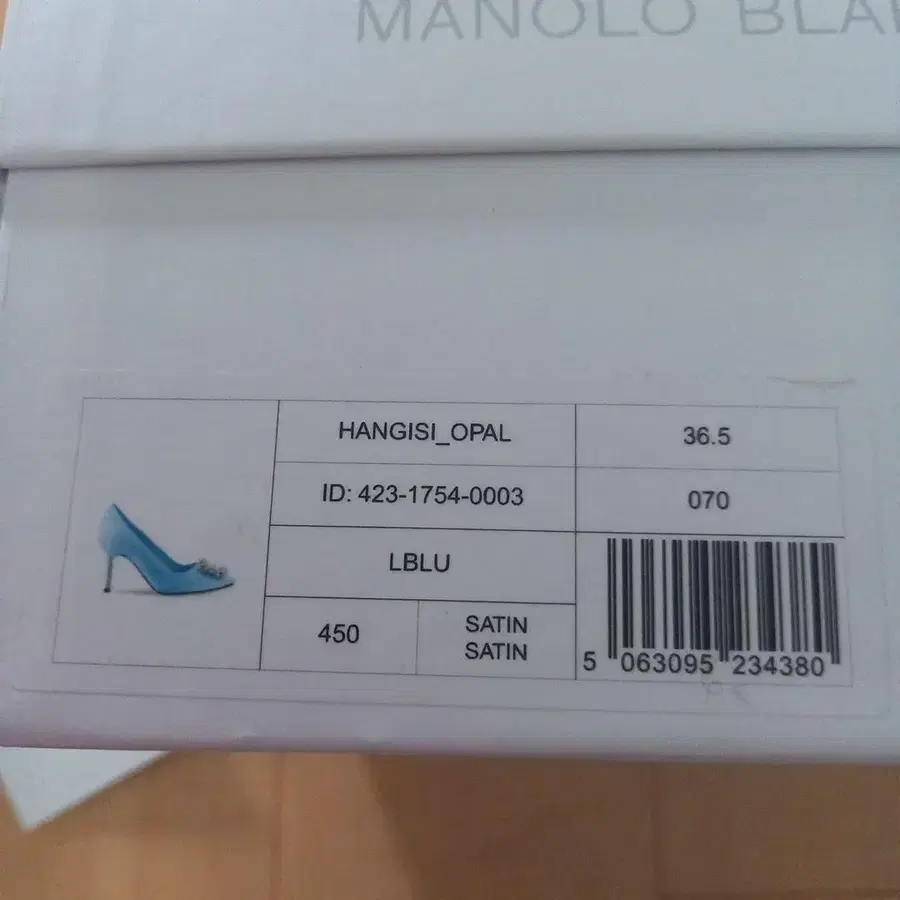 MANOLO BLA
HANGISI_OPAL
36.5
ID: 423-1754-0003
070
LBLU
450
SATIN
SATIN
5 063095 234380